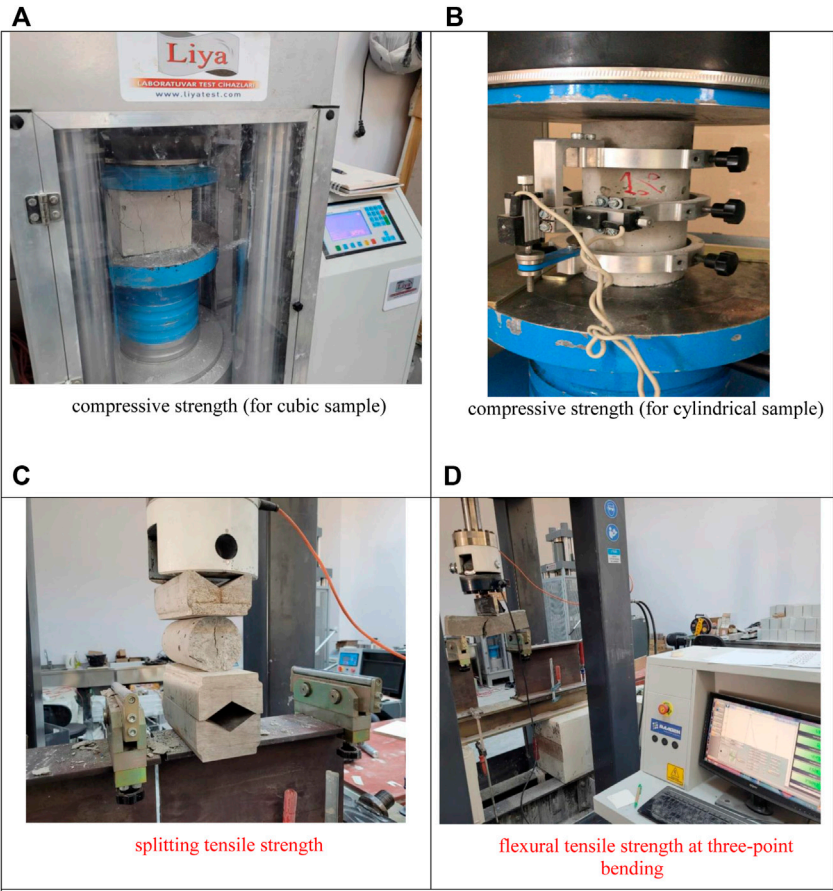 A
B
Liya
LABORATUVAR TEST CIHAZLARI
www.liyatest.com
1
compressive strength (for cubic sample)
compressive strength (for cylindrical sample)
C
D
splitting tensile strength
flexural tensile strength at three-point
bending